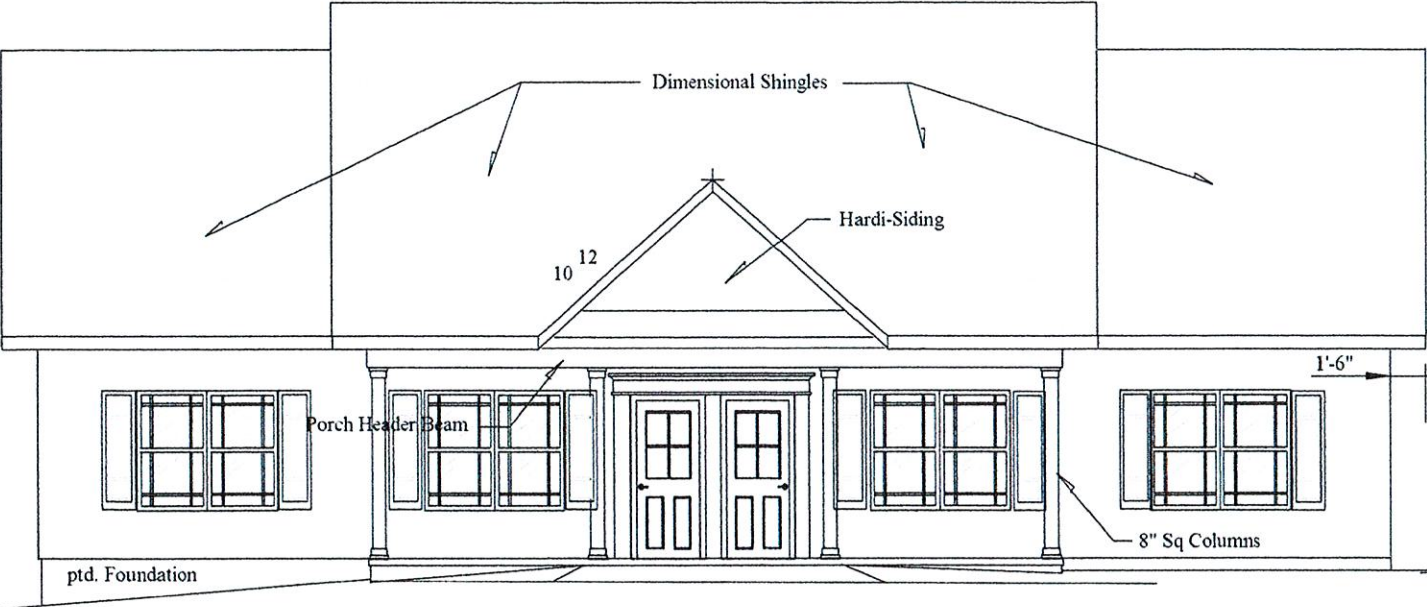 Dimensional Shingles
Hardi-Siding
12
10
1'-6"
Porch Header Beam
8" Sq Columns
ptd. Foundation